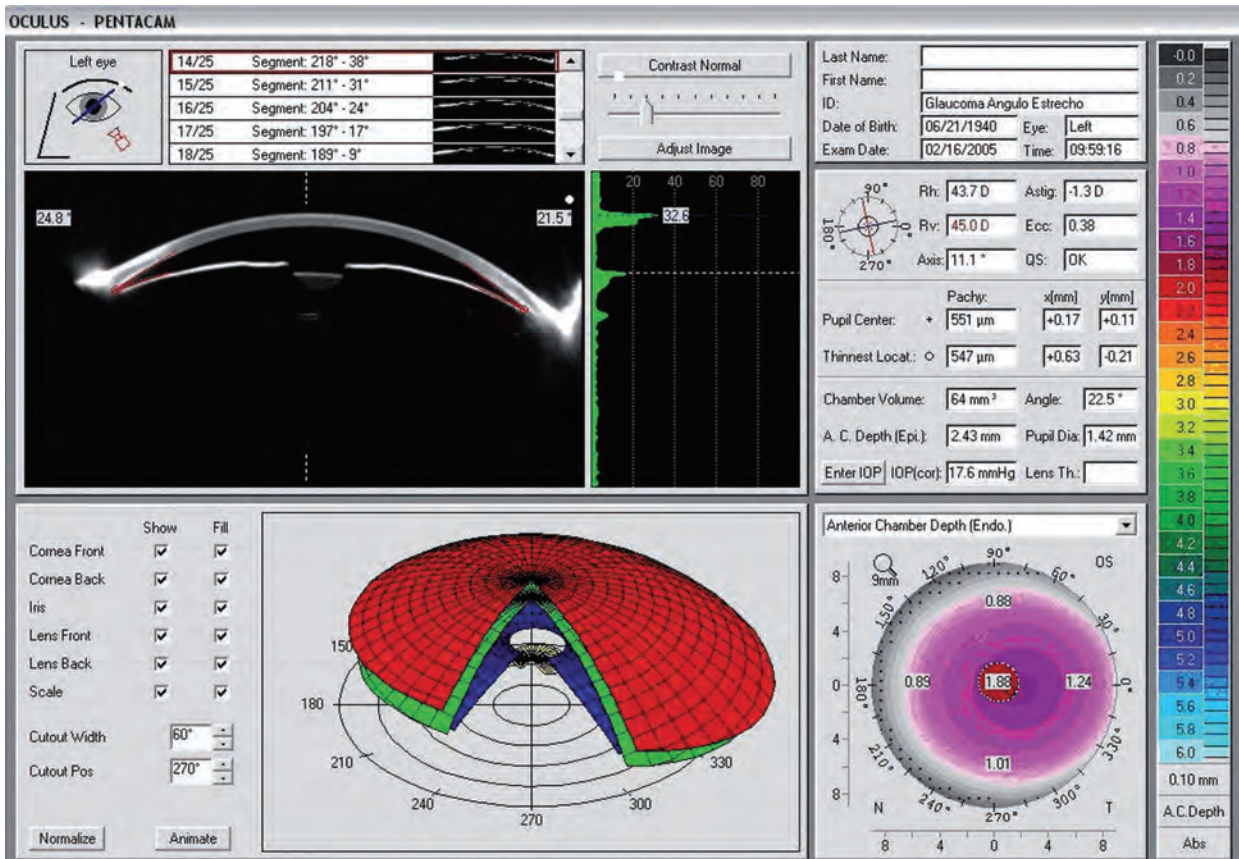 OCULUS - PENTACAM
Left eye
14/25 Segment: 218° - 38°
15/25 Segment: 211° - 31°
16/25 Segment: 204° - 24°
17/25 Segment: 197° - 17°
18/25 Segment: 189° - 9°
Contrast Normal
Adjust Image
24.8 °
21.5 °
20 40 60 80
32.6
Last Name:
First Name:
ID: Glaucoma Angulo Estrecho
Date of Birth: 06/21/1940 Eye: Left
Exam Date: 02/16/2005 Time: 09:59:16
90°
180°
0°
270°
Rh: 43.7 D Astig: -1.3 D
Rv: 45.0 D Ecc: 0.38
Axis: 11.1 ° QS: OK
Pachy: x[mm] y[mm]
Pupil Center: + 551 µm +0.17 +0.11
Thinnest Locat.: O 547 µm +0.63 -0.21
Chamber Volume: 64 mm³ Angle: 22.5 °
A. C. Depth (Epi.): 2.43 mm Pupil Dia: 1.42 mm
Enter IOP IOP(cor): 17.6 mmHg Lens Th.:
Show Fill
Cornea Front
Cornea Back
Iris
Lens Front
Lens Back
Scale
Cutout Width 60°
Cutout Pos 270°
Normalize Animate
150
180
210
240
270
300
330
Anterior Chamber Depth (Endo.)
9mm
OS
90°
120° 60°
150° 30°
180° 0°
210° 330°
240° 300°
270°
0.88
0.89 1.88 1.24
1.01
N T
8
4
0
4
8
8 4 0 4 8
-0.0
0.2
0.4
0.6
0.8
1.0
1.2
1.4
1.6
1.8
2.0
2.2
2.4
2.6
2.8
3.0
3.2
3.4
3.6
3.8
4.0
4.2
4.4
4.6
4.8
5.0
5.2
5.4
5.6
5.8
6.0
0.10 mm
A.C.Depth
Abs